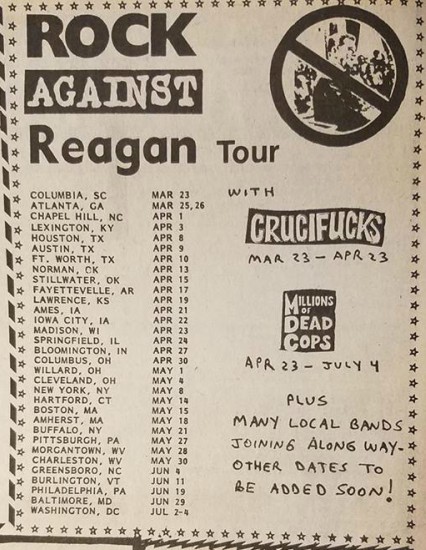 ROCK
AGAINST
Reagan Tour
COLUMBIA, SC MAR 23
ATLANTA, GA MAR 25,26
CHAPEL HILL, NC APR 1
LEXINGTON, KY APR 3
HOUSTON, TX APR 8
AUSTIN, TX APR 9
FT. WORTH, TX APR 10
NORMAN, OK APR 13
STILLWATER, OK APR 15
FAYETTEVELLE, AR APR 17
LAWRENCE, KS APR 19
AMES, IA APR 21
IOWA CITY, IA APR 22
MADISON, WI APR 23
SPRINGFIELD, IL APR 24
BLOOMINGTON, IN APR 27
COLUMBUS, OH APR 30
WILLARD, OH MAY 1
CLEVELAND, OH MAY 4
NEW YORK, NY MAY 8
HARTFORD, CT MAY 14
BOSTON, MA MAY 15
AMHERST, MA MAY 18
BUFFALO, NY MAY 21
PITTSBURGH, PA MAY 27
MORGANTOWN, WV MAY 28
CHARLESTON, WV MAY 30
GREENSBORO, NC JUN 4
BURLINGTON, VT JUN 11
PHILADELPHIA, PA JUN 19
BALTIMORE, MD JUN 29
WASHINGTON, DC JUL 2-4
WITH
CRUCIFUCKS
MAR 23 - APR 23
MILLIONS
OF
DEAD
COPS
APR 23 - JULY 4
PLUS
MANY LOCAL BANDS
JOINING ALONG WAY-
OTHER DATES TO
BE ADDED SOON!